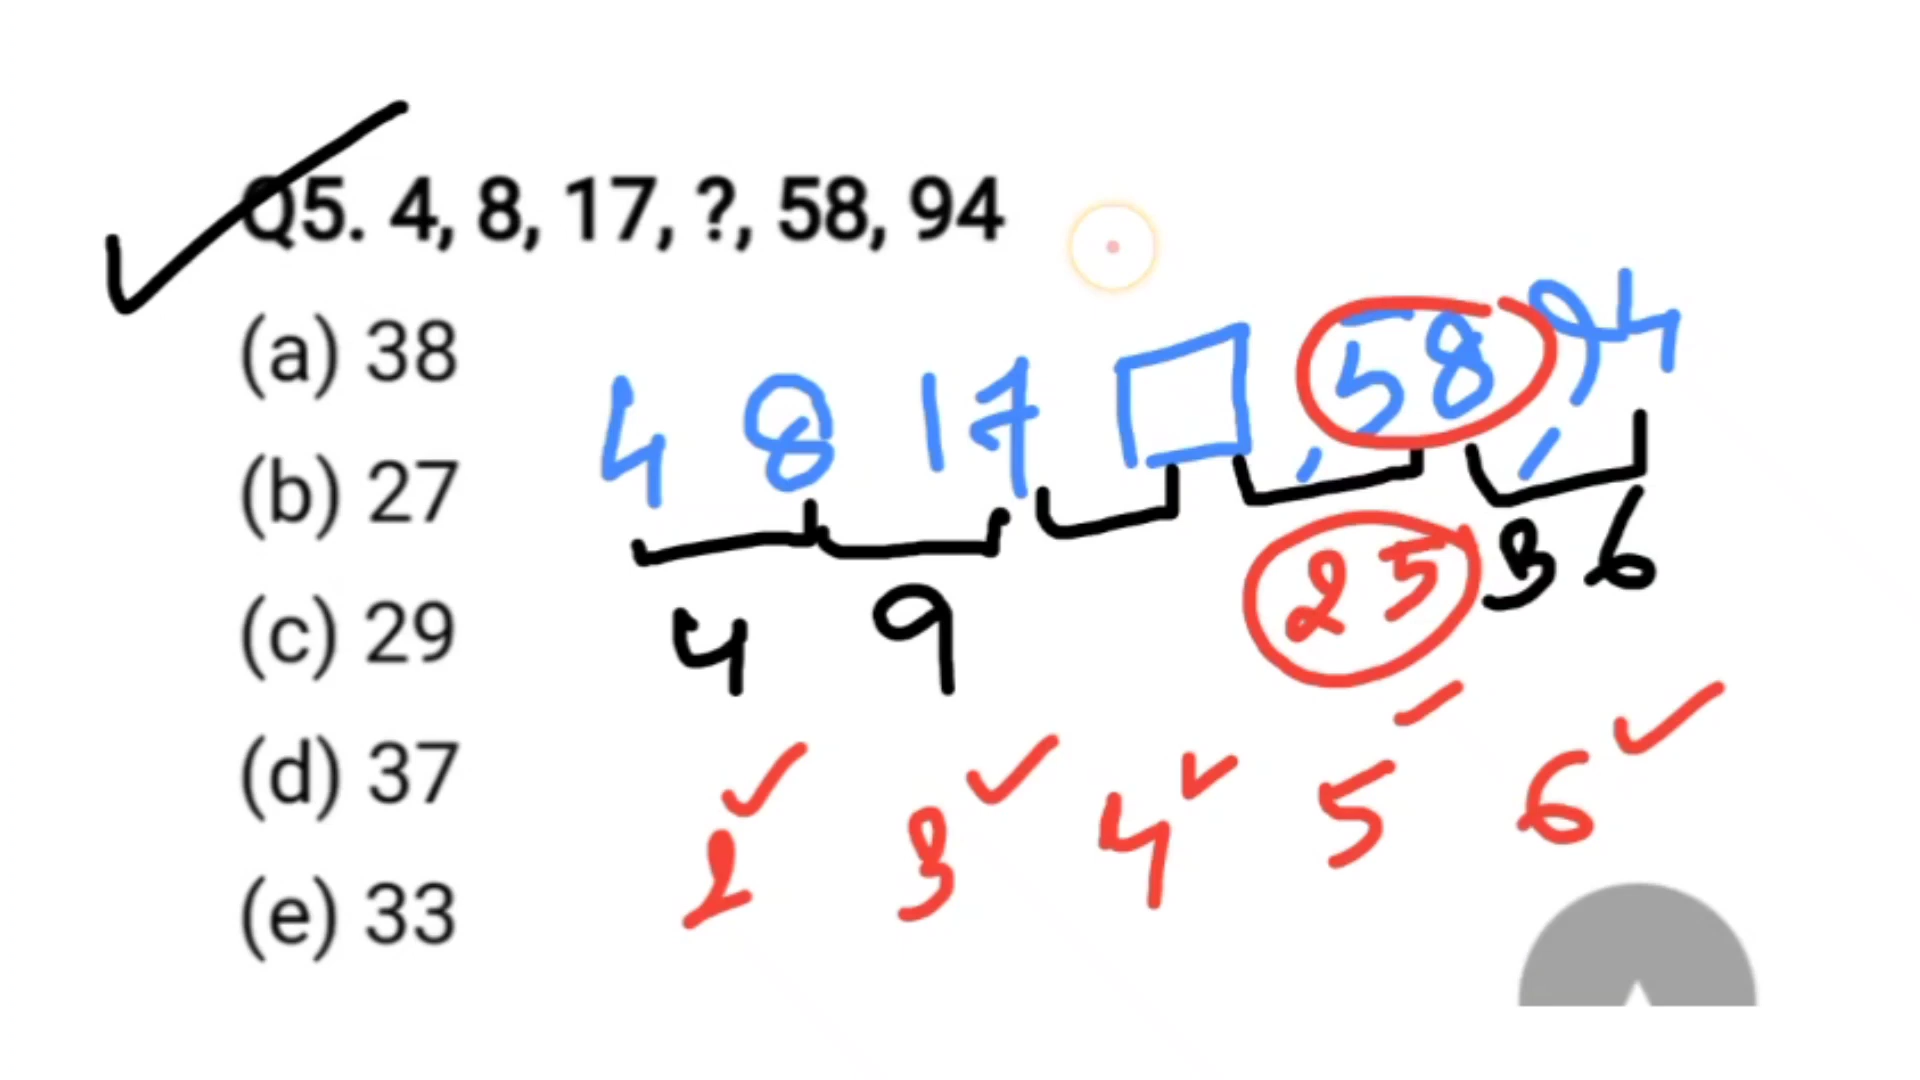 Q5. 4, 8, 17, ?, 58, 94
(a) 38
(b) 27
(c) 29
(d) 37
(e) 33
4 8 17 , 58 , 94
4 9 25 36
2 3 4 5 6